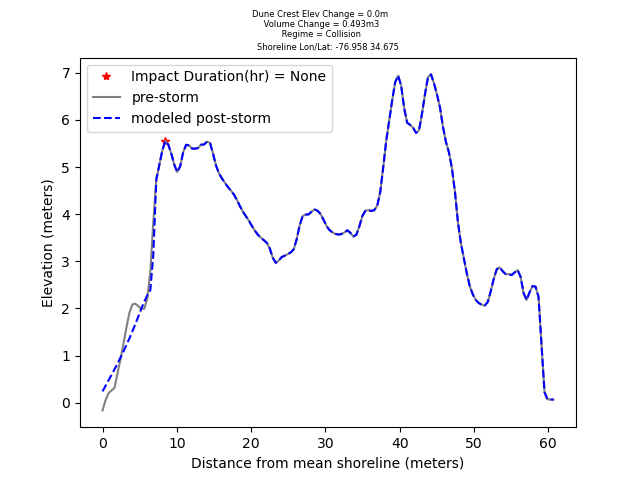 Dune Crest Elev Change = 0.0m
Volume Change = 0.493m3
Regime = Collision
Shoreline Lon/Lat: -76.958 34.675
Impact Duration(hr) = None
pre-storm
modeled post-storm
Elevation (meters)
7
6
5
4
3
2
1
0
0 10 20 30 40 50 60
Distance from mean shoreline (meters)